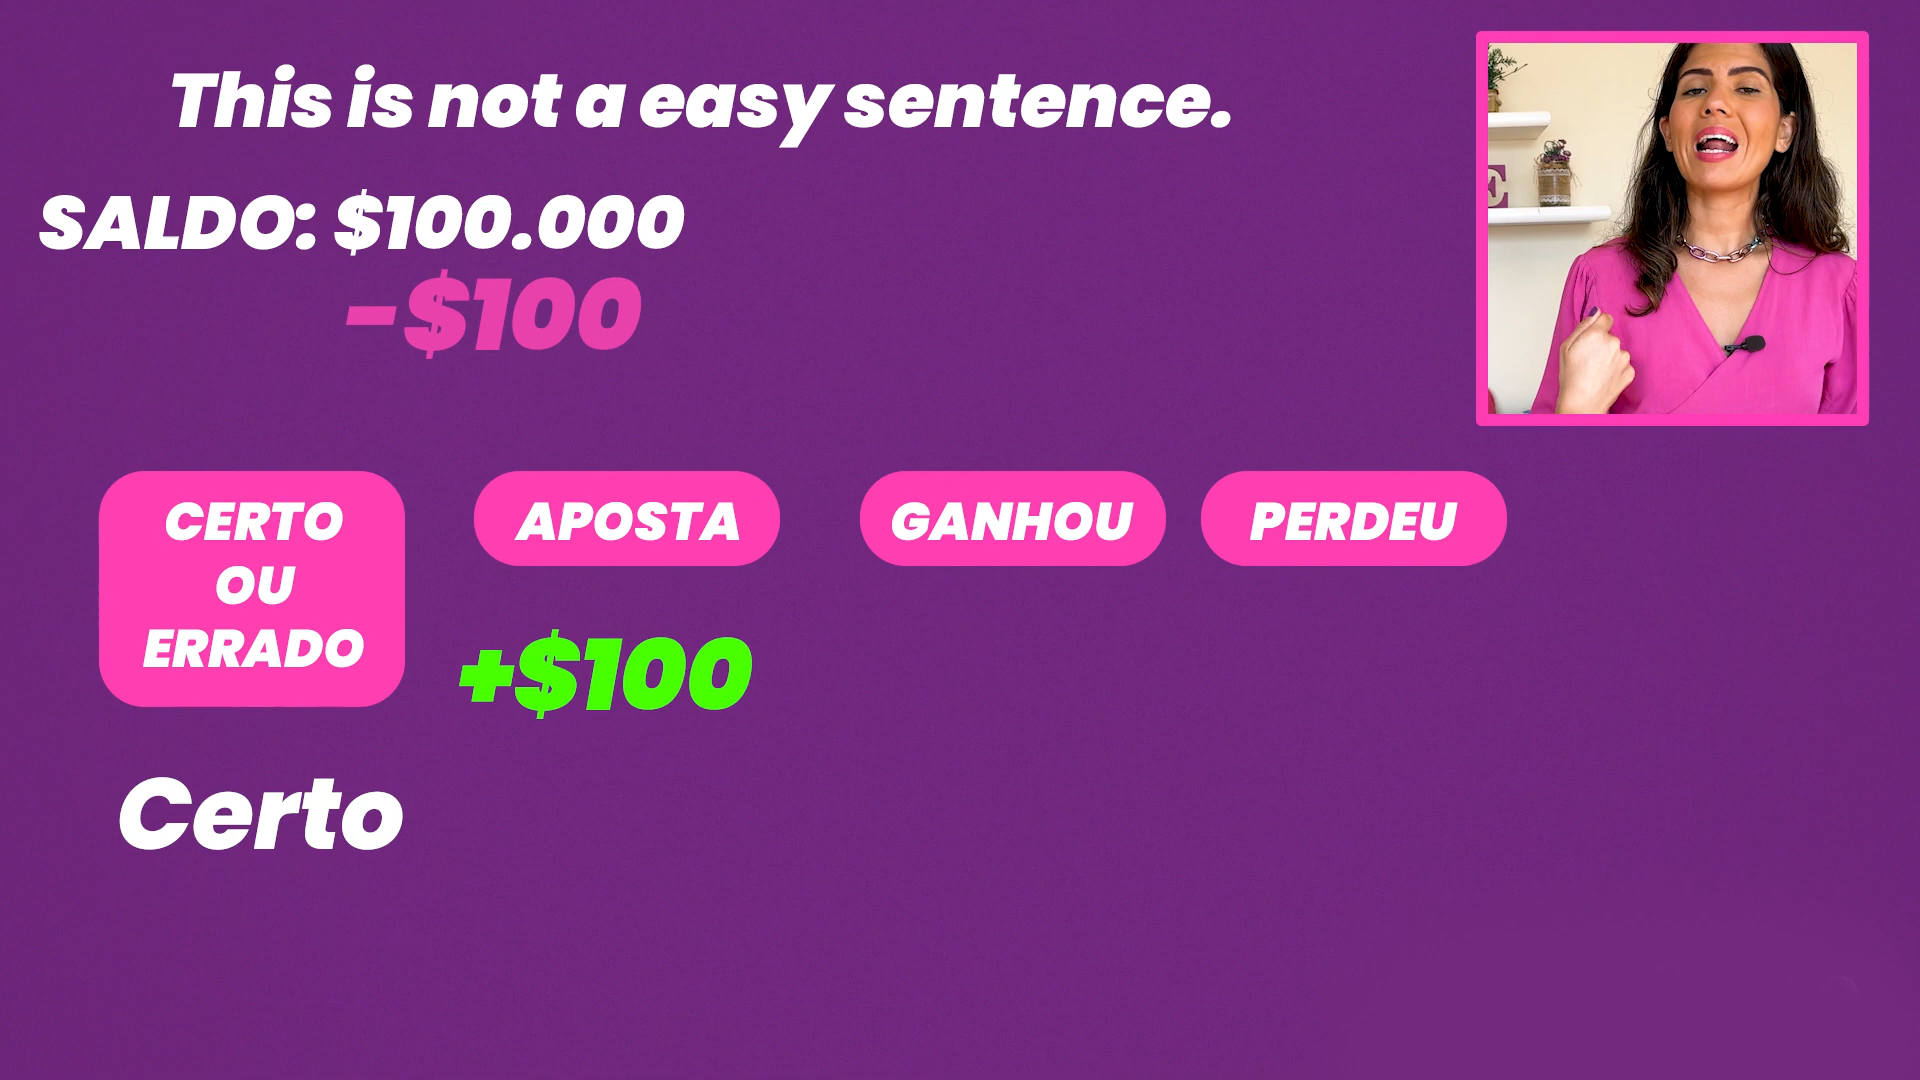 This is not a easy sentence.
SALDO: $100.000
-$100
CERTO
OU
ERRADO
APOSTA
GANHOU
PERDEU
+$100
Certo
E